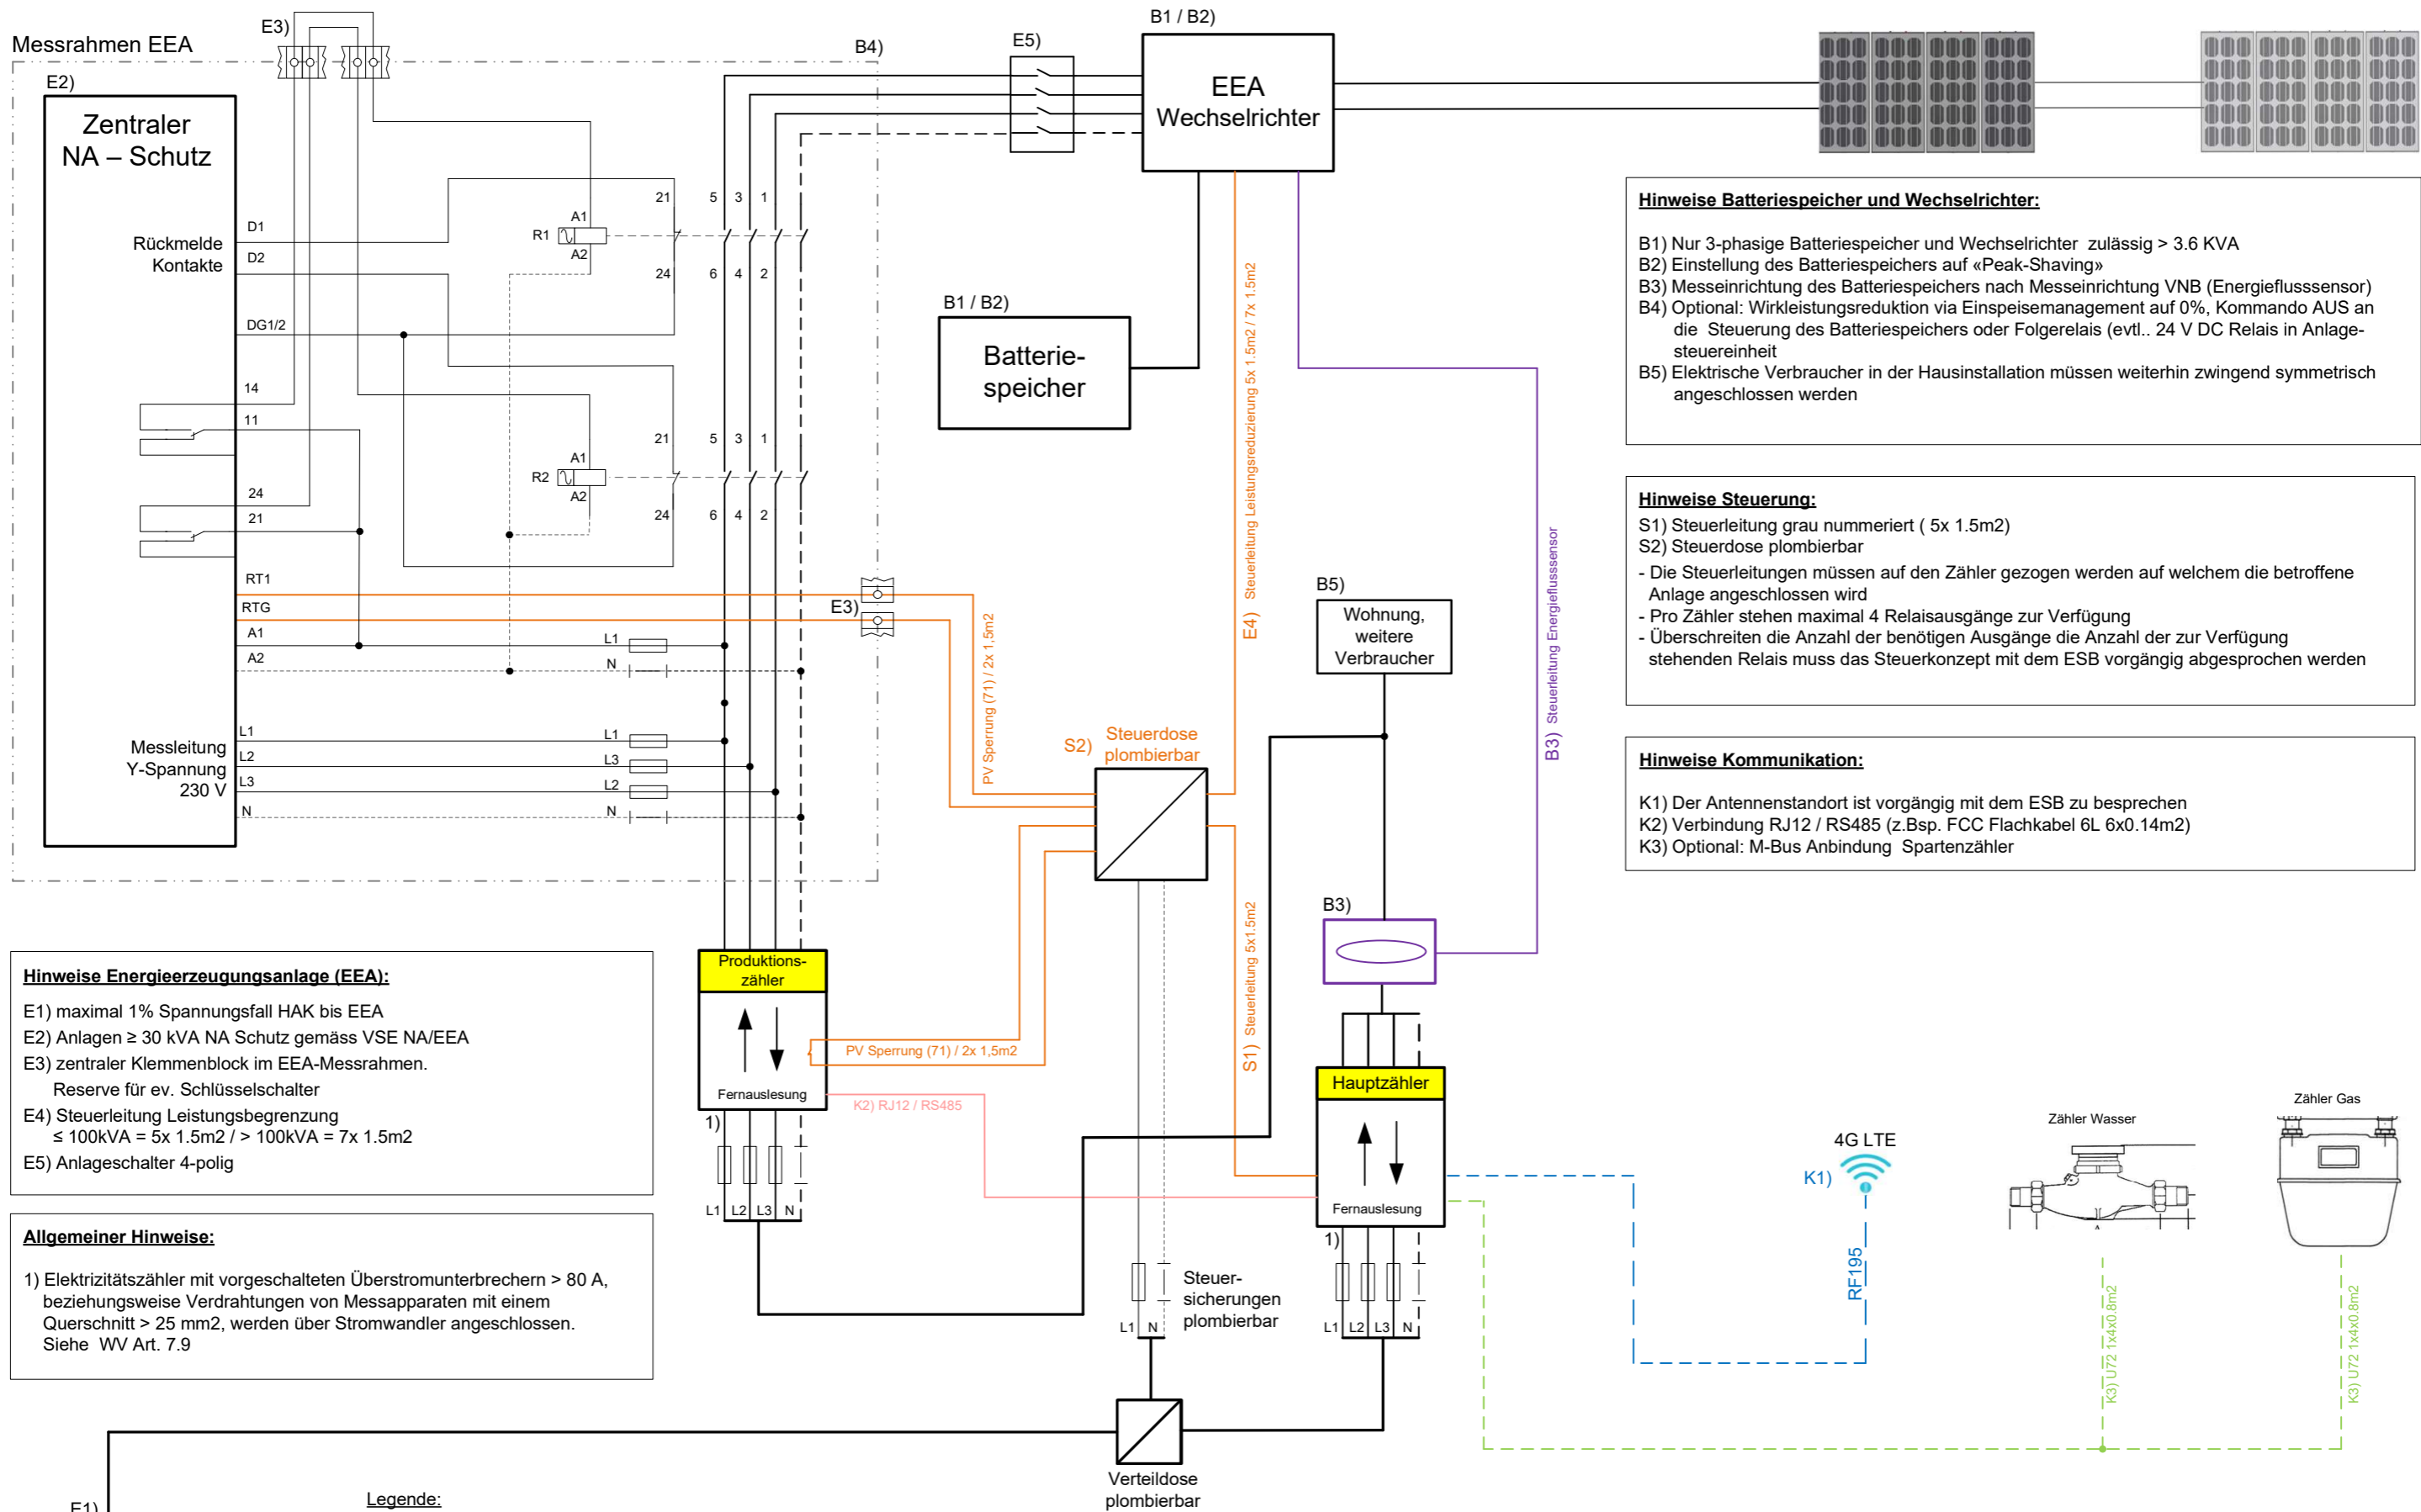 Messrahmen EEA
E3)
B4)
E5)
B1 / B2)
E2)
Zentraler
NA – Schutz
EEA
Wechselrichter
Rückmelde
Kontakte
D1
D2
DG1/2
14
11
24
21
RT1
RTG
A1
A2
Messleitung
Y-Spannung
230 V
L1
L2
L3
N
R1
A1
A2
21
24
5
3
1
6
4
2
R2
A1
A2
21
24
5
3
1
6
4
2
E3)
L1
N
L1
L3
L2
N
B1 / B2)
Batterie-
speicher
PV Sperrung (71) / 2x 1,5m2
E4) Steuerleitung Leistungsreduzierung 5x 1.5m2 / 7x 1.5m2
B3) Steuerleitung Energieflusssensor
S2)
Steuerdose
plombierbar
B5)
Wohnung,
weitere
Verbraucher
B3)
S1) Steuerleitung 5x1.5m2
Hinweise Batteriespeicher und Wechselrichter:
B1) Nur 3-phasige Batteriespeicher und Wechselrichter zulässig > 3.6 KVA
B2) Einstellung des Batteriespeichers auf «Peak-Shaving»
B3) Messeinrichtung des Batteriespeichers nach Messeinrichtung VNB (Energieflusssensor)
B4) Optional: Wirkleistungsreduktion via Einspeisemanagement auf 0%, Kommando AUS an
die Steuerung des Batteriespeichers oder Folgerelais (evtl.. 24 V DC Relais in Anlage-
steuereinheit
B5) Elektrische Verbraucher in der Hausinstallation müssen weiterhin zwingend symmetrisch
angeschlossen werden
Hinweise Steuerung:
S1) Steuerleitung grau nummeriert ( 5x 1.5m2)
S2) Steuerdose plombierbar
- Die Steuerleitungen müssen auf den Zähler gezogen werden auf welchem die betroffene
Anlage angeschlossen wird
- Pro Zähler stehen maximal 4 Relaisausgänge zur Verfügung
- Überschreiten die Anzahl der benötigen Ausgänge die Anzahl der zur Verfügung
stehenden Relais muss das Steuerkonzept mit dem ESB vorgängig abgesprochen werden
Hinweise Kommunikation:
K1) Der Antennenstandort ist vorgängig mit dem ESB zu besprechen
K2) Verbindung RJ12 / RS485 (z.Bsp. FCC Flachkabel 6L 6x0.14m2)
K3) Optional: M-Bus Anbindung Spartenzähler
Hinweise Energieerzeugungsanlage (EEA):
E1) maximal 1% Spannungsfall HAK bis EEA
E2) Anlagen ≥ 30 kVA NA Schutz gemäss VSE NA/EEA
E3) zentraler Klemmenblock im EEA-Messrahmen.
Reserve für ev. Schlüsselschalter
E4) Steuerleitung Leistungsbegrenzung
≤ 100kVA = 5x 1.5m2 / > 100kVA = 7x 1.5m2
E5) Anlageschalter 4-polig
Allgemeiner Hinweise:
1) Elektrizitätszähler mit vorgeschalteten Überstromunterbrechern > 80 A,
beziehungsweise Verdrahtungen von Messapparaten mit einem
Querschnitt > 25 mm2, werden über Stromwandler angeschlossen.
Siehe WV Art. 7.9
Produktions-
zähler
PV Sperrung (71) / 2x 1,5m2
Fernauslesung
K2) RJ12 / RS485
1)
L1
L2
L3
N
Hauptzähler
Fernauslesung
1)
L1
L2
L3
N
Steuer-
sicherungen
plombierbar
L1
N
Verteildose
plombierbar
K1)
4G LTE
RF195
Zähler Wasser
A
Zähler Gas
K3) U72 1x4x0.8m2
K3) U72 1x4x0.8m2
E1)
Legende: